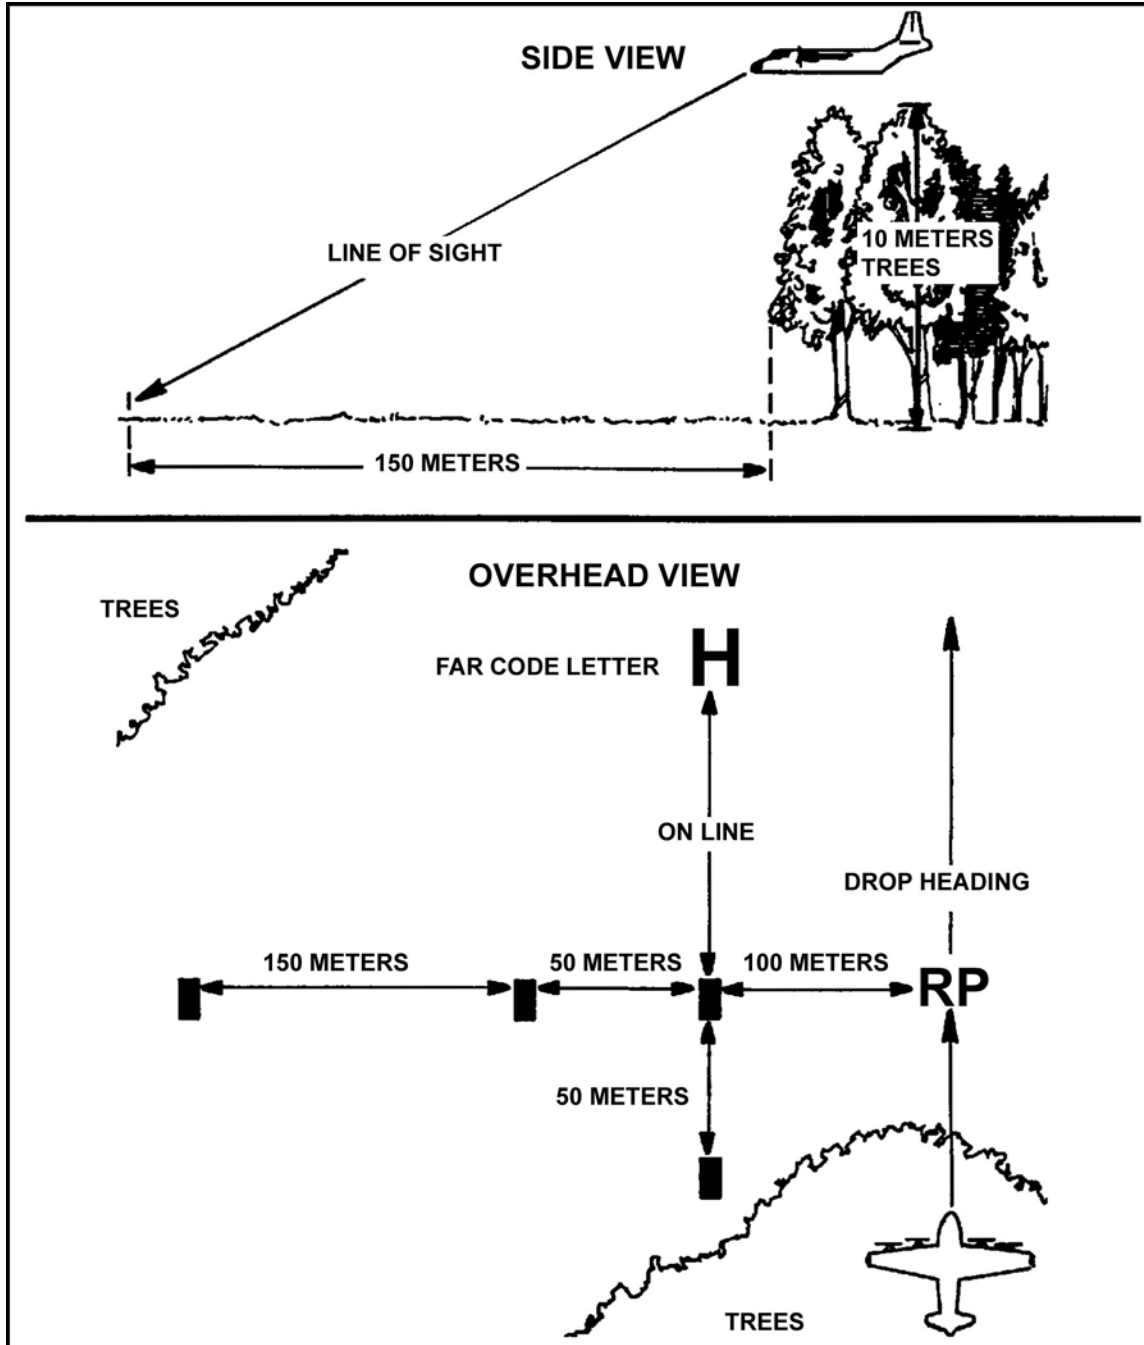 SIDE VIEW
LINE OF SIGHT
10 METERS
TREES
150 METERS
OVERHEAD VIEW
TREES
FAR CODE LETTER
H
ON LINE
DROP HEADING
150 METERS
50 METERS
100 METERS
RP
50 METERS
TREES